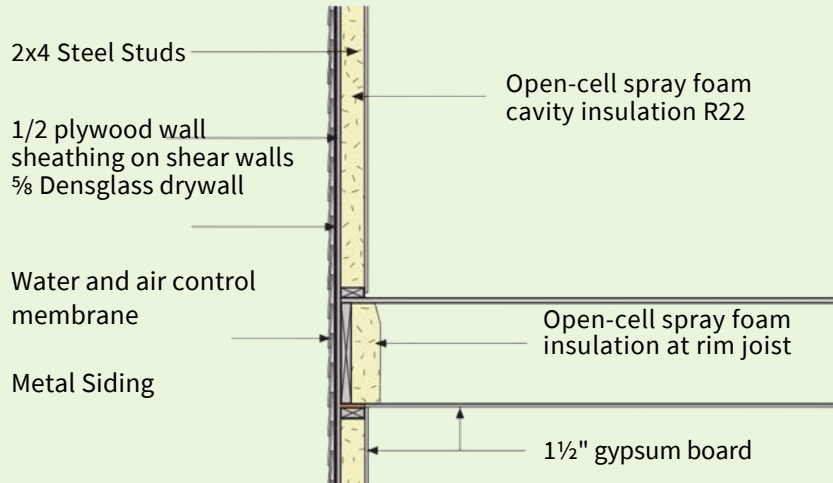 2x4 Steel Studs
1/2 plywood wall
sheathing on shear walls
⅝ Densglass drywall
Water and air control
membrane
Metal Siding
Open-cell spray foam
cavity insulation R22
Open-cell spray foam
insulation at rim joist
1½" gypsum board